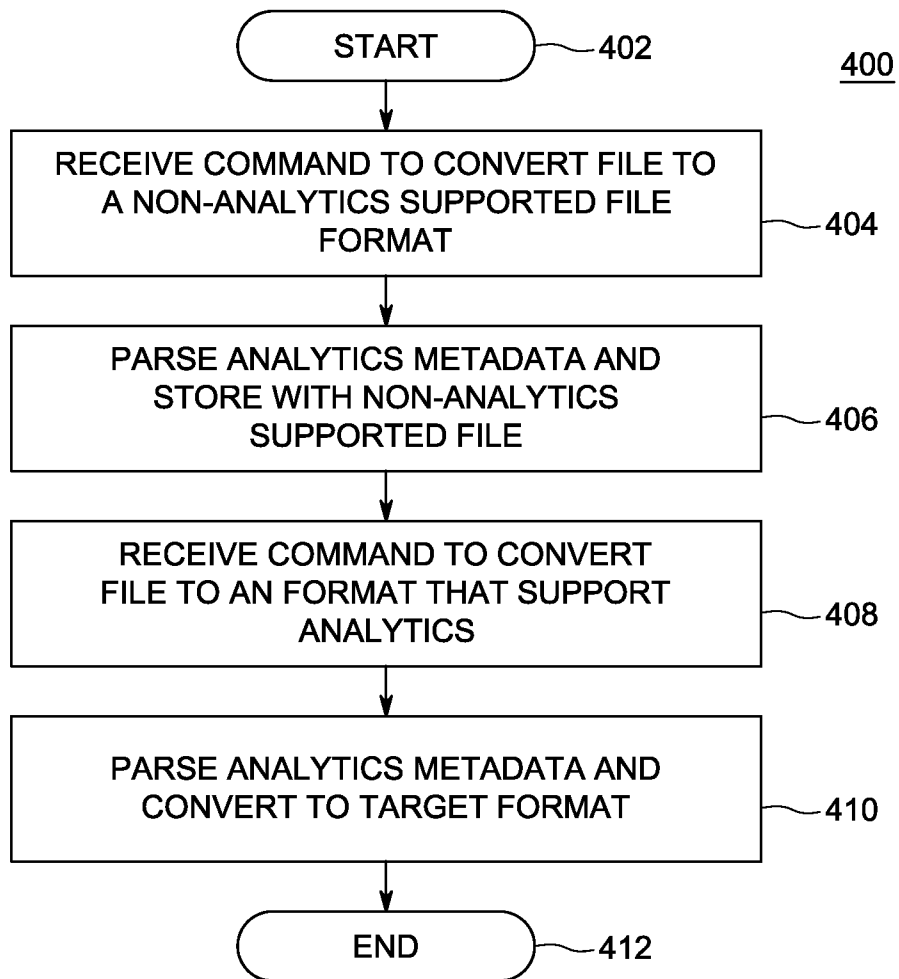 START
402
400
RECEIVE COMMAND TO CONVERT FILE TO
A NON-ANALYTICS SUPPORTED FILE
FORMAT
404
PARSE ANALYTICS METADATA AND
STORE WITH NON-ANALYTICS
SUPPORTED FILE
406
RECEIVE COMMAND TO CONVERT
FILE TO AN FORMAT THAT SUPPORT
ANALYTICS
408
PARSE ANALYTICS METADATA AND
CONVERT TO TARGET FORMAT
410
END
412